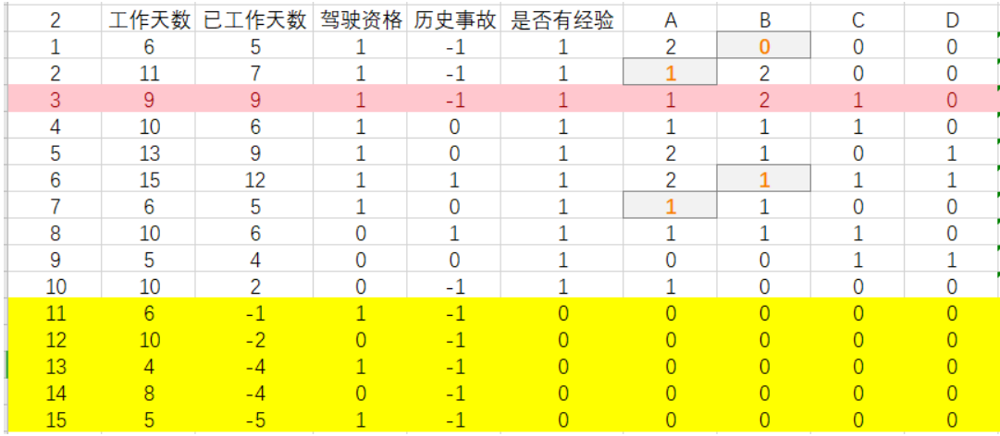 2 工作天数 已工作天数 驾驶资格 历史事故 是否有经验 A B C D
1 6 5 1 -1 1 2 0 0 0
2 11 7 1 -1 1 1 2 0 0
3 9 9 1 -1 1 1 2 1 0
4 10 6 1 0 1 1 1 1 0
5 13 9 1 0 1 2 1 0 1
6 15 12 1 1 1 2 1 1 1
7 6 5 1 0 1 1 1 0 0
8 10 6 0 1 1 1 1 1 0
9 5 4 0 0 1 0 0 1 1
10 10 2 0 -1 1 1 0 0 0
11 6 -1 1 -1 0 0 0 0 0
12 10 -2 0 -1 0 0 0 0 0
13 4 -4 1 -1 0 0 0 0 0
14 8 -4 0 -1 0 0 0 0 0
15 5 -5 1 -1 0 0 0 0 0